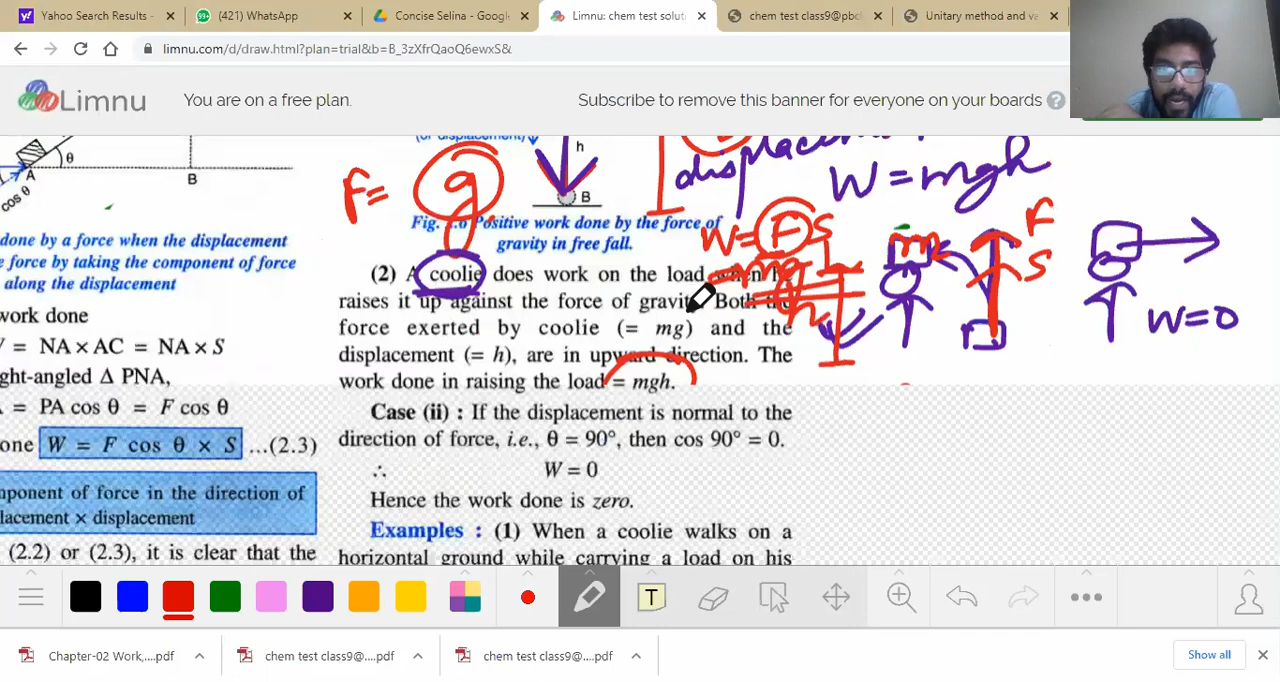 Yahoo Search Results -
(421) WhatsApp
Concise Selina - Google
Limnu: chem test soluti
chem test class9@pbcl
Unitary method and va
limnu.com/d/draw.html?plan=trial&b=B_3zXfrQaoQ6ewxS&
Limnu
You are on a free plan.
Subscribe to remove this banner for everyone on your boards
θ
A
B
cos θ
done by a force when the displacement
e force by taking the component of force
along the displacement
work done
= NA × AC = NA × S
ght-angled Δ PNA,
= PA cos θ = F cos θ
one W = F cos θ × S ...(2.3)
nponent of force in the direction of
lacement × displacement
(2.2) or (2.3), it is clear that the
(or displacement)
h
B
F=
g
displacement
W = mgh
Positive work done by the force of
gravity in free fall.
W= F S
mg
h
m
F
S
W=0
(2) A coolie does work on the load when he
raises it up against the force of gravity. Both the
force exerted by coolie (= mg) and the
displacement (= h), are in upward direction. The
work done in raising the load = mgh.
Case (ii) : If the displacement is normal to the
direction of force, i.e., θ = 90°, then cos 90° = 0.
∴ W = 0
Hence the work done is zero.
Examples : (1) When a coolie walks on a
horizontal ground while carrying a load on his
T
Chapter-02 Work,....pdf
chem test class9@....pdf
chem test class9@....pdf
Show all